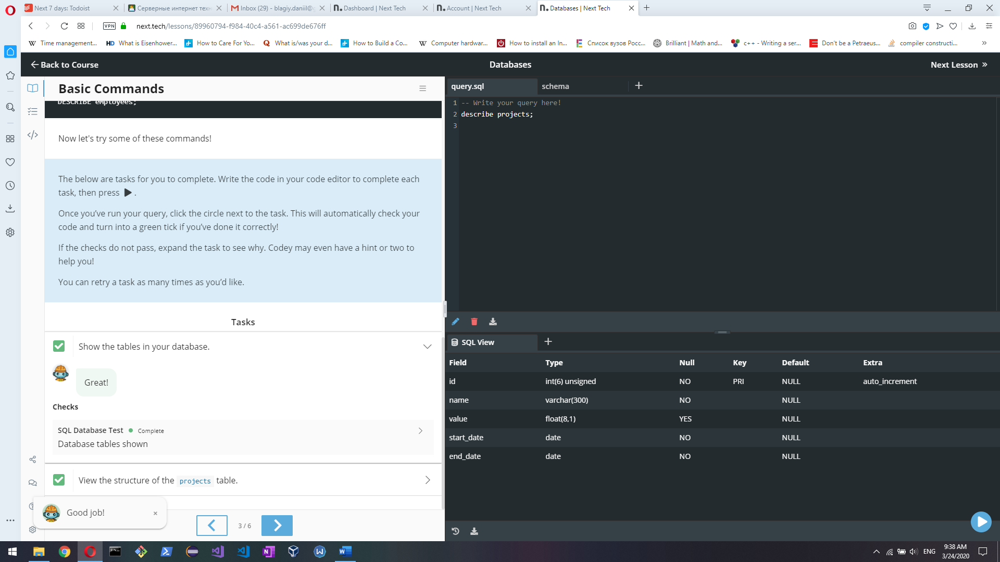 Next 7 days: Todoist
Серверные интернет техн
Inbox (29) - blagiy.daniil@g
Dashboard | Next Tech
Account | Next Tech
Databases | Next Tech
VPN
next.tech/lessons/89960794-f984-40c4-a561-ac699de676ff
Time management...
What is Eisenhower...
How to Care For Yo...
What is/was your d...
How to Build a Co...
Computer hardwar...
How to install an In...
Список вузов Росс...
Brilliant | Math and...
c++ - Writing a ser...
Don't be a Petraeus...
compiler constructi...
Back to Course
Databases
Next Lesson »
Basic Commands
DESCRIBE employees;
Now let's try some of these commands!
The below are tasks for you to complete. Write the code in your code editor to complete each
task, then press ▶ .
Once you’ve run your query, click the circle next to the task. This will automatically check your
code and turn into a green tick if you’ve done it correctly!
If the checks do not pass, expand the task to see why. Codey may even have a hint or two to
help you!
You can retry a task as many times as you’d like.
Tasks
Show the tables in your database.
Great!
Checks
SQL Database Test ● Complete
Database tables shown
View the structure of the projects table.
Good job!
3 / 6
query.sql
schema
1 -- Write your query here!
2 describe projects;
3
SQL View
Field Type Null Key Default Extra
id int(6) unsigned NO PRI NULL auto_increment
name varchar(300) NO NULL
value float(8,1) YES NULL
start_date date NO NULL
end_date date NO NULL
ENG
9:38 AM
3/24/2020